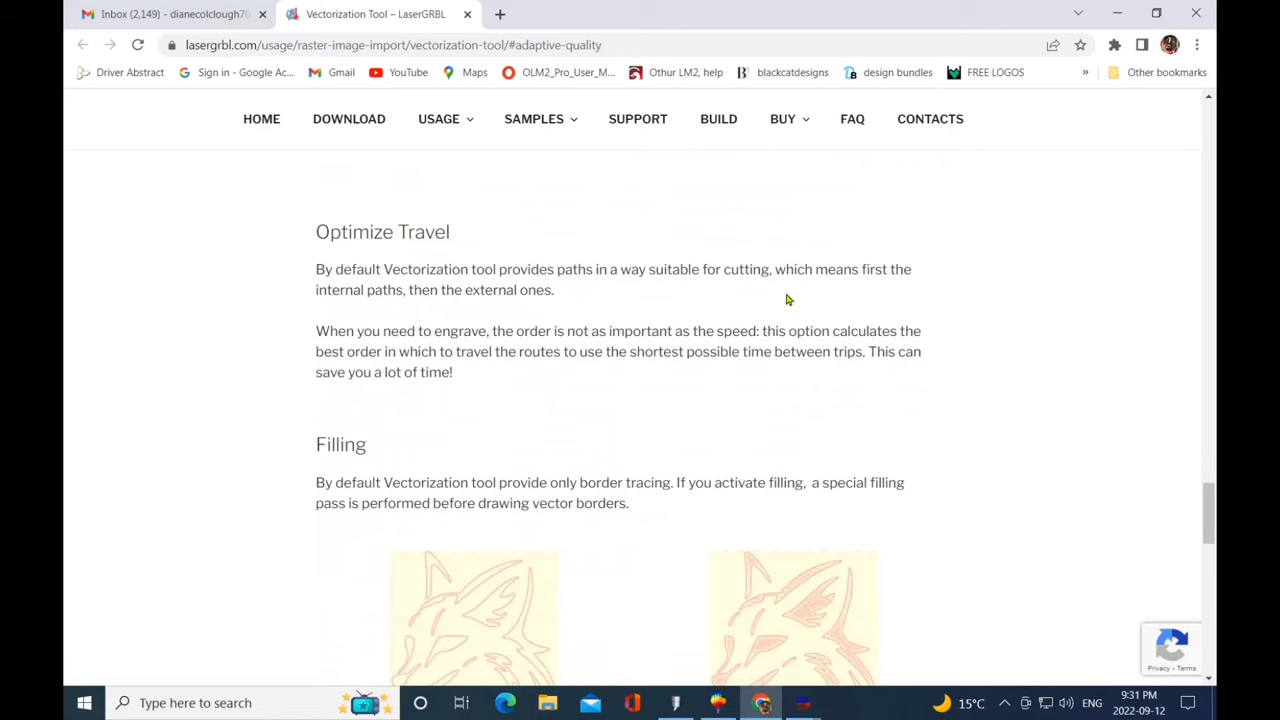 Inbox (2,149) - dianecolclough70
Vectorization Tool – LaserGRBL
lasergrbl.com/usage/raster-image-import/vectorization-tool/#adaptive-quality
Driver Abstract
Sign in - Google Ac...
Gmail
YouTube
Maps
OLM2_Pro_User_M...
Othur LM2, help
blackcatdesigns
design bundles
FREE LOGOS
»
Other bookmarks
HOME DOWNLOAD USAGE SAMPLES SUPPORT BUILD BUY FAQ CONTACTS
Optimize Travel
By default Vectorization tool provides paths in a way suitable for cutting, which means first the
internal paths, then the external ones.
When you need to engrave, the order is not as important as the speed: this option calculates the
best order in which to travel the routes to use the shortest possible time between trips. This can
save you a lot of time!
Filling
By default Vectorization tool provide only border tracing. If you activate filling, a special filling
pass is performed before drawing vector borders.
Privacy - Terms
Type here to search
15°C
ENG
9:31 PM
2022-09-12